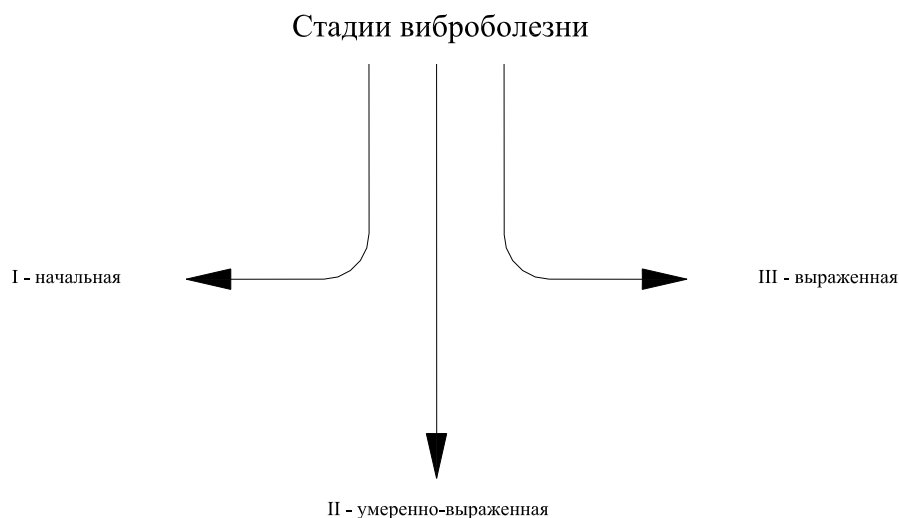 Стадии виброболезни
I - начальная
III - выраженная
II - умеренно-выраженная